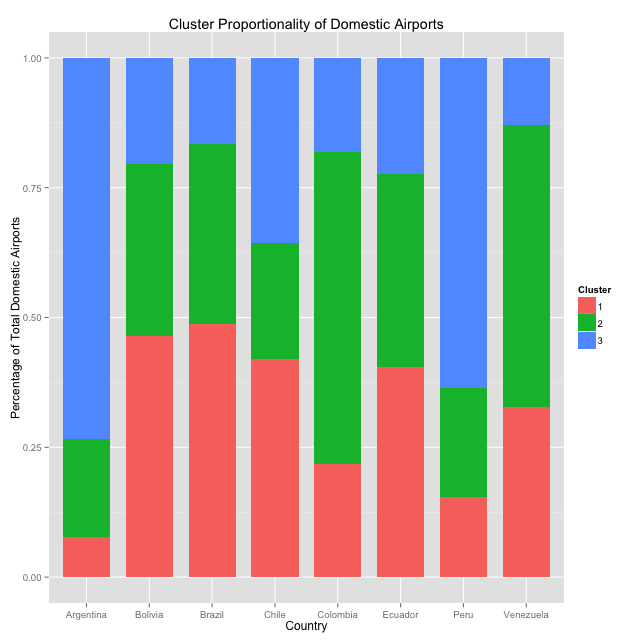 Cluster Proportionality of Domestic Airports
Percentage of Total Domestic Airports
1.00
0.75
0.50
0.25
0.00
Argentina Bolivia Brazil Chile Colombia Ecuador Peru Venezuela
Country
Cluster
1
2
3